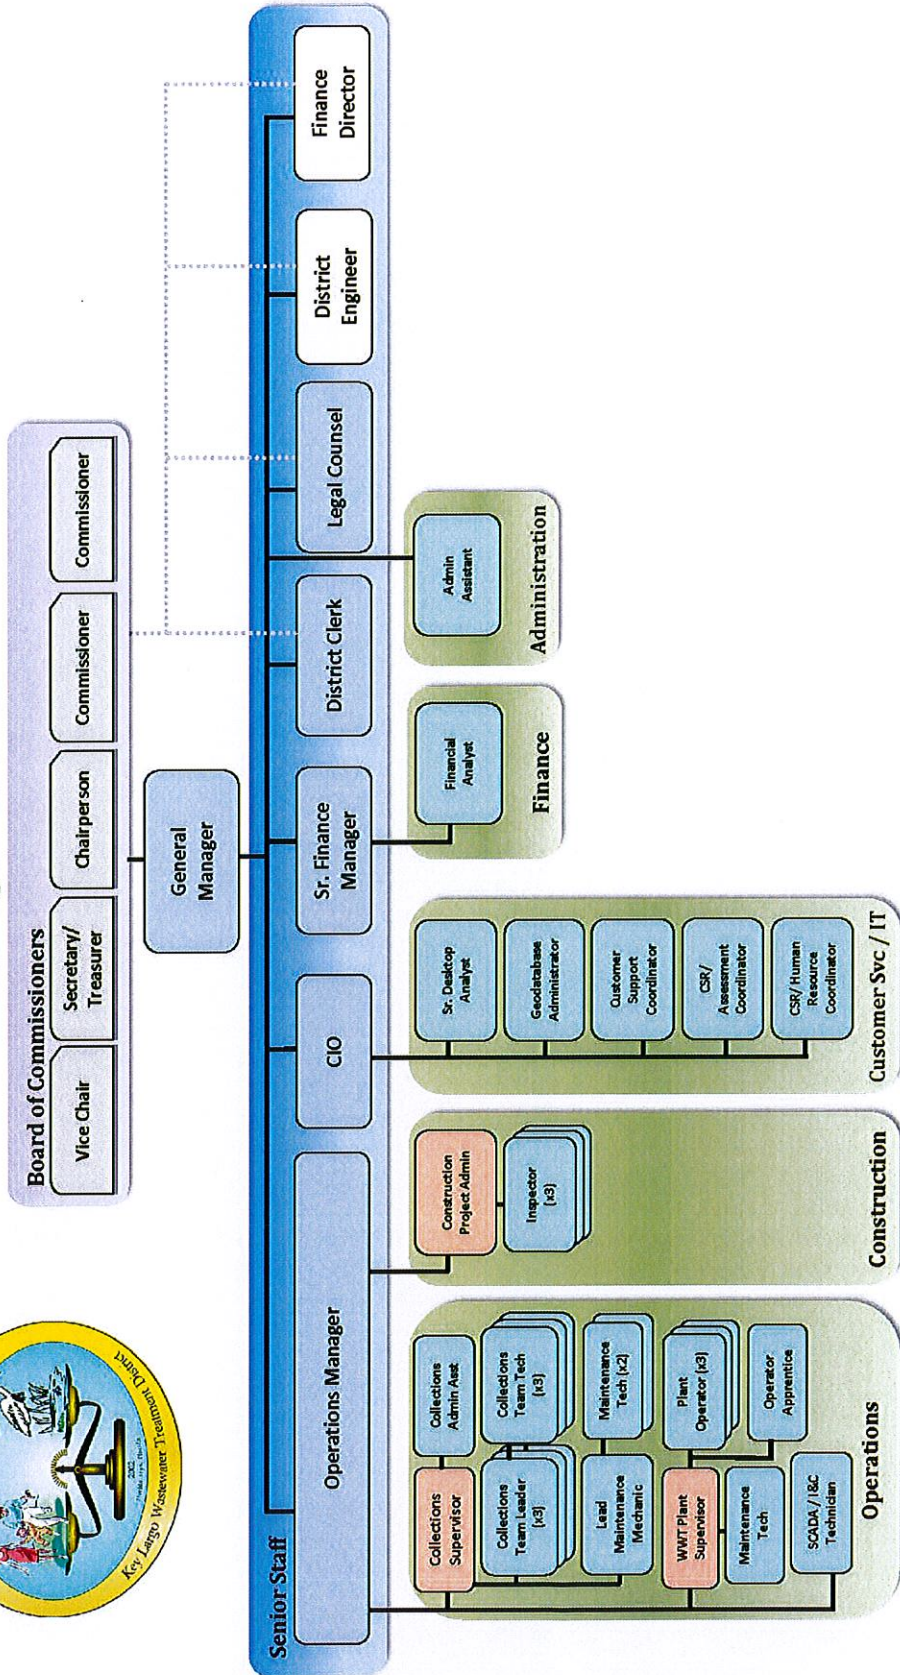 Key Largo Wastewater Treatment District
2002
Board of Commissioners
Vice Chair
Secretary/
Treasurer
Chairperson
Commissioner
Commissioner
General
Manager
Senior Staff
Operations Manager
CIO
Sr. Finance
Manager
District Clerk
Legal Counsel
District
Engineer
Finance
Director
Collections
Supervisor
Collections
Admin Asst
Collections
Team Leader
(x3)
Collections
Team Tech
(x3)
Lead
Maintenance
Mechanic
Maintenance
Tech (x2)
WWT Plant
Supervisor
Plant
Operator (x3)
Maintenance
Tech
Operator
Apprentice
SCADA / I&C
Technician
Operations
Construction
Project Admin
Inspector
(x3)
Construction
Sr. Desktop
Analyst
Geodatabase
Administrator
Customer
Support
Coordinator
CSR/
Assessment
Coordinator
CSR/ Human
Resource
Coordinator
Customer Svc / IT
Financial
Analyst
Finance
Admin
Assistant
Administration